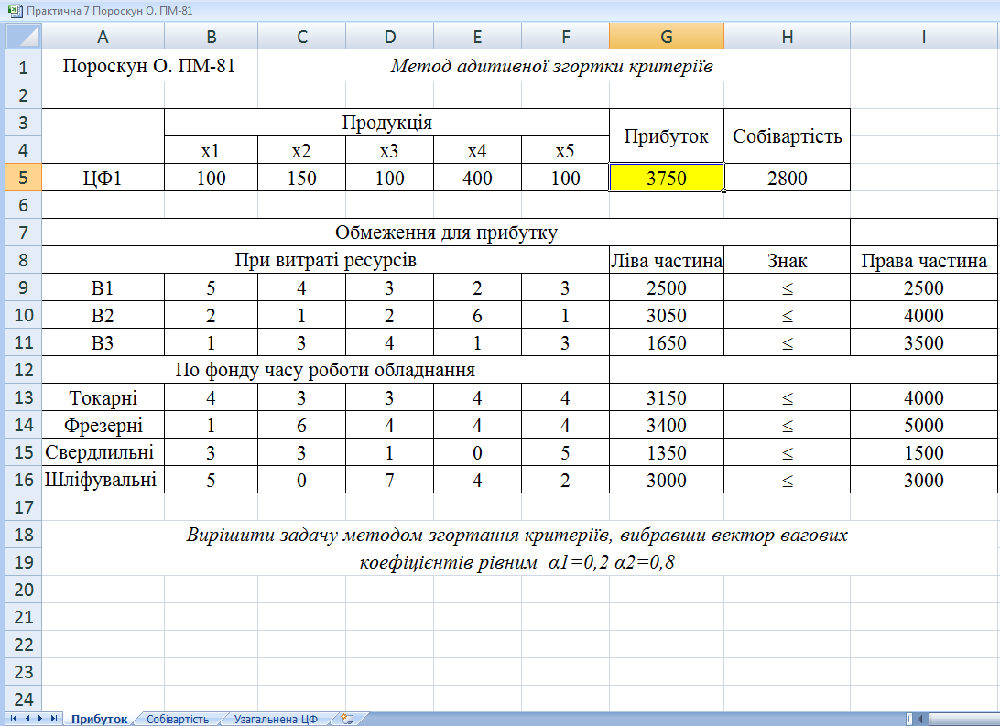 Практична 7 Пороскун О. ПМ-81
A B C D E F G H I
1 Пороскун О. ПМ-81 Метод адитивної згортки критеріїв
2
3 Продукція Прибуток Собівартість
4 x1 x2 x3 x4 x5
5 ЦФ1 100 150 100 400 100 3750 2800
6
7 Обмеження для прибутку
8 При витраті ресурсів Ліва частина Знак Права частина
9 В1 5 4 3 2 3 2500 ≤ 2500
10 В2 2 1 2 6 1 3050 ≤ 4000
11 В3 1 3 4 1 3 1650 ≤ 3500
12 По фонду часу роботи обладнання
13 Токарні 4 3 3 4 4 3150 ≤ 4000
14 Фрезерні 1 6 4 4 4 3400 ≤ 5000
15 Свердлильні 3 3 1 0 5 1350 ≤ 1500
16 Шліфувальні 5 0 7 4 2 3000 ≤ 3000
17
18 Вирішити задачу методом згортання критеріїв, вибравши вектор вагових
19 коефіцієнтів рівним α1=0,2 α2=0,8
20
21
22
23
24
Прибуток Собівартість Узагальнена ЦФ